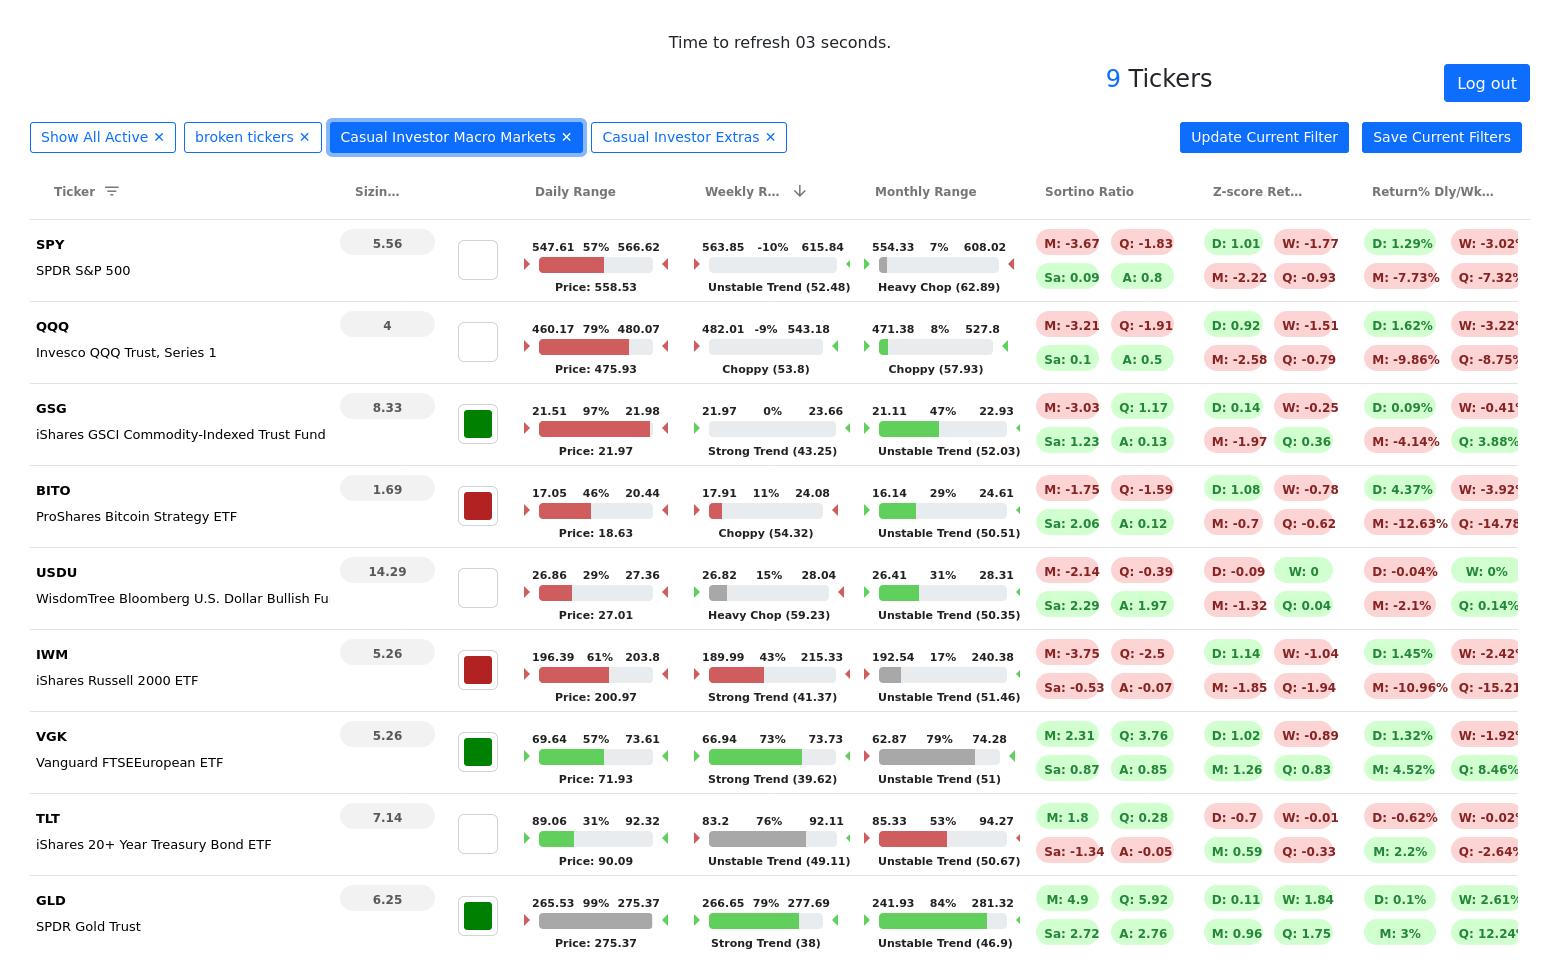 Time to refresh 03 seconds.
9 Tickers
Log out
Show All Active ✕ broken tickers ✕ Casual Investor Macro Markets ✕ Casual Investor Extras ✕ Update Current Filter Save Current Filters
Ticker Sizin... Daily Range Weekly R... Monthly Range Sortino Ratio Z-score Ret... Return% Dly/Wk...
SPY 5.56 547.61 57% 566.62 563.85 -10% 615.84 554.33 7% 608.02 M: -3.67 Q: -1.83 D: 1.01 W: -1.77 D: 1.29% W: -3.02%
SPDR S&P 500 Price: 558.53 Unstable Trend (52.48) Heavy Chop (62.89) Sa: 0.09 A: 0.8 M: -2.22 Q: -0.93 M: -7.73% Q: -7.32%
QQQ 4 460.17 79% 480.07 482.01 -9% 543.18 471.38 8% 527.8 M: -3.21 Q: -1.91 D: 0.92 W: -1.51 D: 1.62% W: -3.22%
Invesco QQQ Trust, Series 1 Price: 475.93 Choppy (53.8) Choppy (57.93) Sa: 0.1 A: 0.5 M: -2.58 Q: -0.79 M: -9.86% Q: -8.75%
GSG 8.33 21.51 97% 21.98 21.97 0% 23.66 21.11 47% 22.93 M: -3.03 Q: 1.17 D: 0.14 W: -0.25 D: 0.09% W: -0.41%
iShares GSCI Commodity-Indexed Trust Fund Price: 21.97 Strong Trend (43.25) Unstable Trend (52.03) Sa: 1.23 A: 0.13 M: -1.97 Q: 0.36 M: -4.14% Q: 3.88%
BITO 1.69 17.05 46% 20.44 17.91 11% 24.08 16.14 29% 24.61 M: -1.75 Q: -1.59 D: 1.08 W: -0.78 D: 4.37% W: -3.92%
ProShares Bitcoin Strategy ETF Price: 18.63 Choppy (54.32) Unstable Trend (50.51) Sa: 2.06 A: 0.12 M: -0.7 Q: -0.62 M: -12.63% Q: -14.78
USDU 14.29 26.86 29% 27.36 26.82 15% 28.04 26.41 31% 28.31 M: -2.14 Q: -0.39 D: -0.09 W: 0 D: -0.04% W: 0%
WisdomTree Bloomberg U.S. Dollar Bullish Fu Price: 27.01 Heavy Chop (59.23) Unstable Trend (50.35) Sa: 2.29 A: 1.97 M: -1.32 Q: 0.04 M: -2.1% Q: 0.14%
IWM 5.26 196.39 61% 203.8 189.99 43% 215.33 192.54 17% 240.38 M: -3.75 Q: -2.5 D: 1.14 W: -1.04 D: 1.45% W: -2.42%
iShares Russell 2000 ETF Price: 200.97 Strong Trend (41.37) Unstable Trend (51.46) Sa: -0.53 A: -0.07 M: -1.85 Q: -1.94 M: -10.96% Q: -15.21
VGK 5.26 69.64 57% 73.61 66.94 73% 73.73 62.87 79% 74.28 M: 2.31 Q: 3.76 D: 1.02 W: -0.89 D: 1.32% W: -1.92%
Vanguard FTSEEuropean ETF Price: 71.93 Strong Trend (39.62) Unstable Trend (51) Sa: 0.87 A: 0.85 M: 1.26 Q: 0.83 M: 4.52% Q: 8.46%
TLT 7.14 89.06 31% 92.32 83.2 76% 92.11 85.33 53% 94.27 M: 1.8 Q: 0.28 D: -0.7 W: -0.01 D: -0.62% W: -0.02%
iShares 20+ Year Treasury Bond ETF Price: 90.09 Unstable Trend (49.11) Unstable Trend (50.67) Sa: -1.34 A: -0.05 M: 0.59 Q: -0.33 M: 2.2% Q: -2.64%
GLD 6.25 265.53 99% 275.37 266.65 79% 277.69 241.93 84% 281.32 M: 4.9 Q: 5.92 D: 0.11 W: 1.84 D: 0.1% W: 2.61%
SPDR Gold Trust Price: 275.37 Strong Trend (38) Unstable Trend (46.9) Sa: 2.72 A: 2.76 M: 0.96 Q: 1.75 M: 3% Q: 12.24%